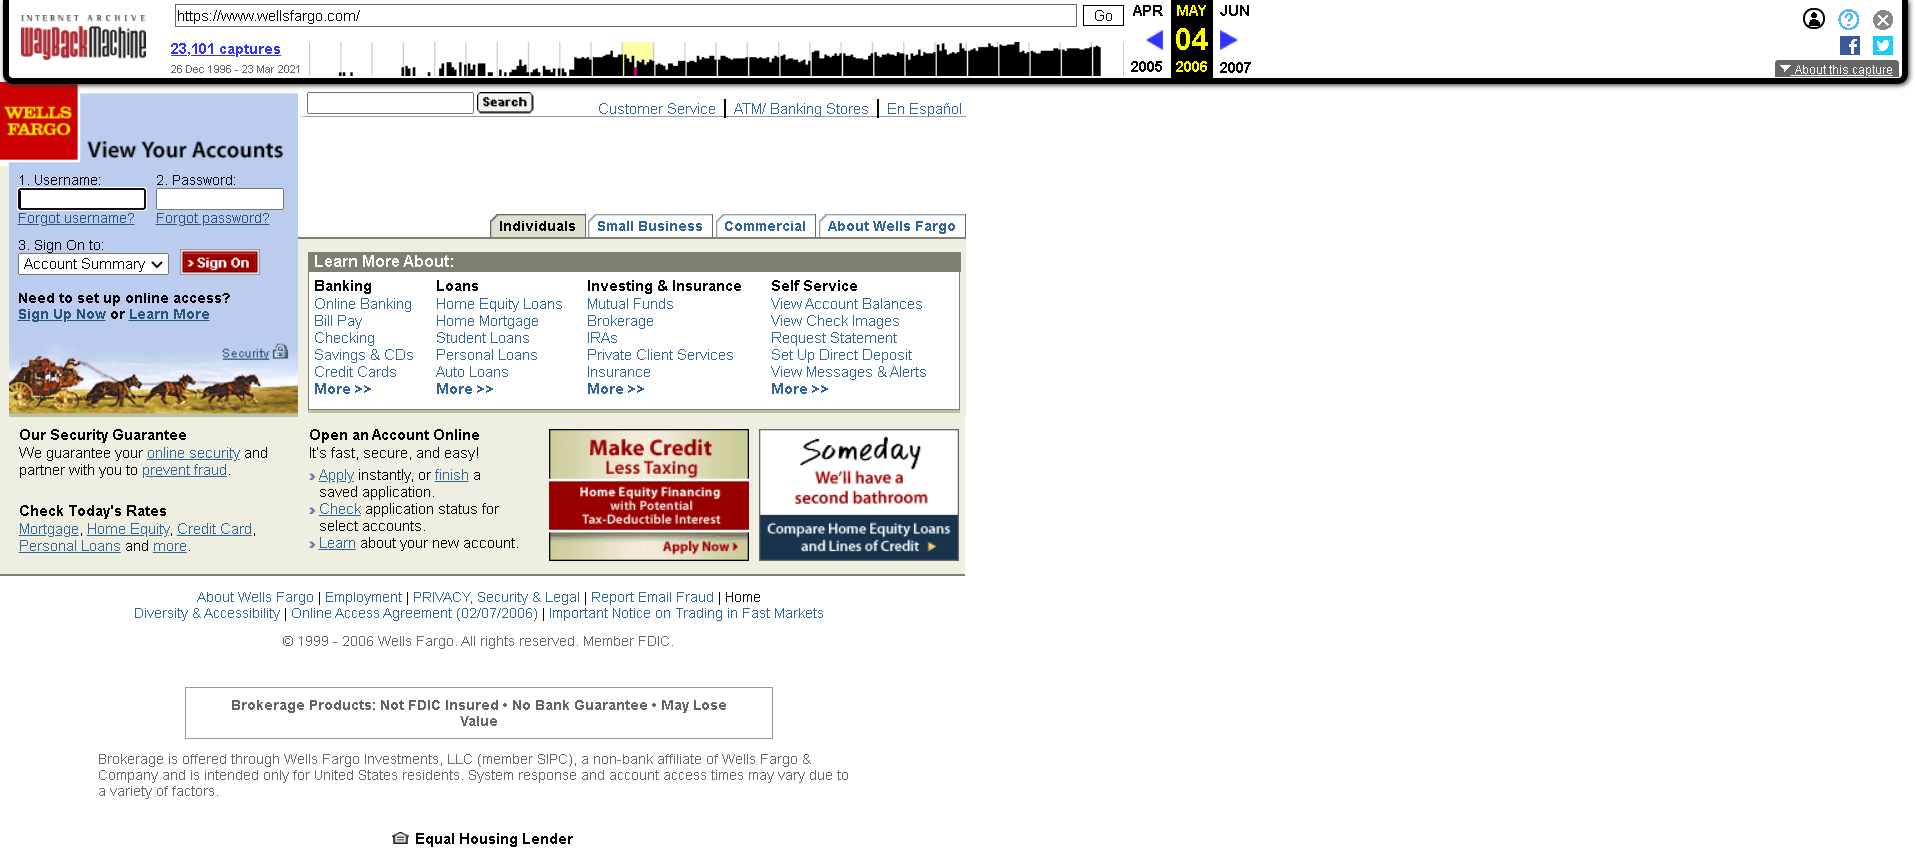 INTERNET ARCHIVE
WayBackMachine
https://www.wellsfargo.com/
Go
23,101 captures
26 Dec 1996 - 23 Mar 2021
APR MAY JUN
04
2005 2006 2007
About this capture
WELLS
FARGO
View Your Accounts
1. Username:
2. Password:
Forgot username?
Forgot password?
3. Sign On to:
Account Summary
Sign On
Need to set up online access?
Sign Up Now or Learn More
Security
Search
Customer Service | ATM/ Banking Stores | En Español
Individuals
Small Business
Commercial
About Wells Fargo
Learn More About:
Banking
Online Banking
Bill Pay
Checking
Savings & CDs
Credit Cards
More >>
Loans
Home Equity Loans
Home Mortgage
Student Loans
Personal Loans
Auto Loans
More >>
Investing & Insurance
Mutual Funds
Brokerage
IRAs
Private Client Services
Insurance
More >>
Self Service
View Account Balances
View Check Images
Request Statement
Set Up Direct Deposit
View Messages & Alerts
More >>
Our Security Guarantee
We guarantee your online security and
partner with you to prevent fraud.
Check Today's Rates
Mortgage, Home Equity, Credit Card,
Personal Loans and more.
Open an Account Online
It's fast, secure, and easy!
Apply instantly, or finish a
saved application.
Check application status for
select accounts.
Learn about your new account.
Make Credit
Less Taxing
Home Equity Financing
with Potential
Tax-Deductible Interest
Apply Now
Someday
We'll have a
second bathroom
Compare Home Equity Loans
and Lines of Credit
About Wells Fargo | Employment | PRIVACY, Security & Legal | Report Email Fraud | Home
Diversity & Accessibility | Online Access Agreement (02/07/2006) | Important Notice on Trading in Fast Markets
© 1999 - 2006 Wells Fargo. All rights reserved. Member FDIC.
Brokerage Products: Not FDIC Insured • No Bank Guarantee • May Lose
Value
Brokerage is offered through Wells Fargo Investments, LLC (member SIPC), a non-bank affiliate of Wells Fargo &
Company and is intended only for United States residents. System response and account access times may vary due to
a variety of factors.
Equal Housing Lender